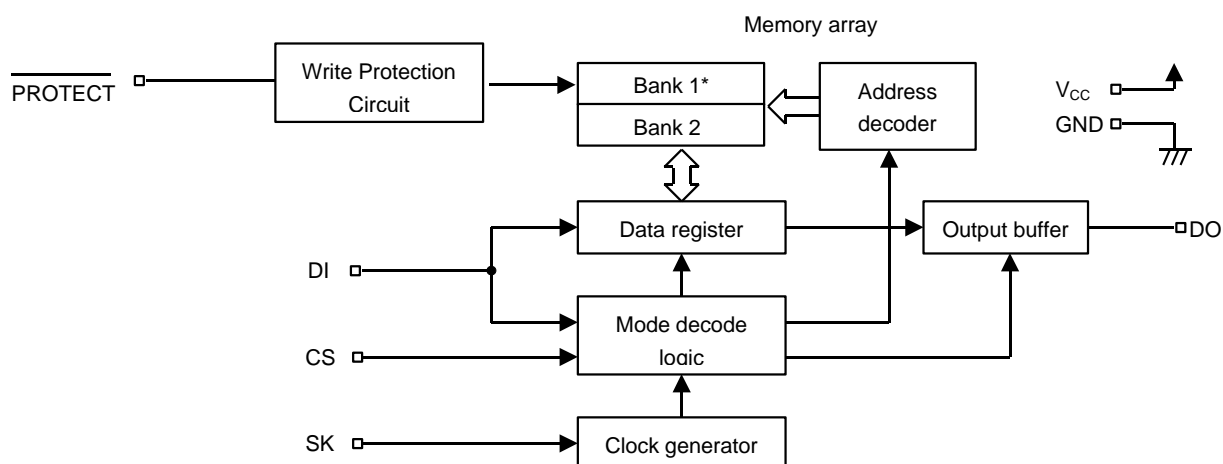 Memory array
PROTECT
Write Protection
Circuit
Bank 1*
Bank 2
Address
decoder
VCC
GND
Data register
Output buffer
DO
DI
Mode decode
logic
CS
SK
Clock generator